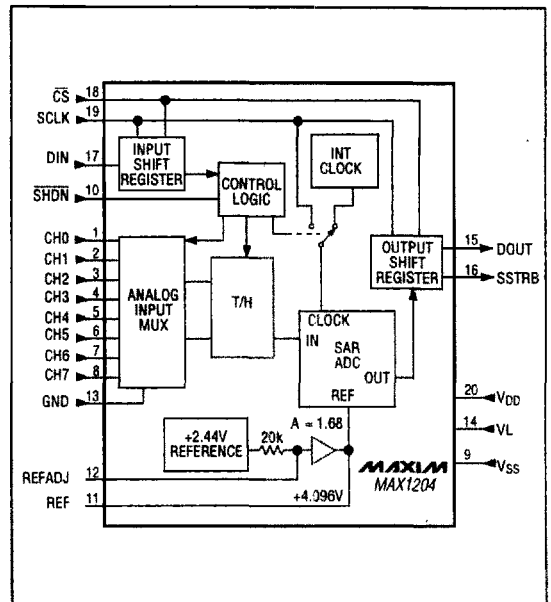 CS 18
SCLK 19
DIN 17
SHDN 10
INPUT
SHIFT
REGISTER
CONTROL
LOGIC
INT
CLOCK
CH0 1
CH1 2
CH2 3
CH3 4
CH4 5
CH5 6
CH6 7
CH7 8
GND 13
ANALOG
INPUT
MUX
T/H
CLOCK
IN
SAR
ADC
OUT
REF
OUTPUT
SHIFT
REGISTER
15 DOUT
16 SSTRB
20 VDD
14 VL
9 VSS
+2.44V
REFERENCE
20k
A = 1.68
+4.096V
REFADJ 12
REF 11
MAXIM
MAX1204